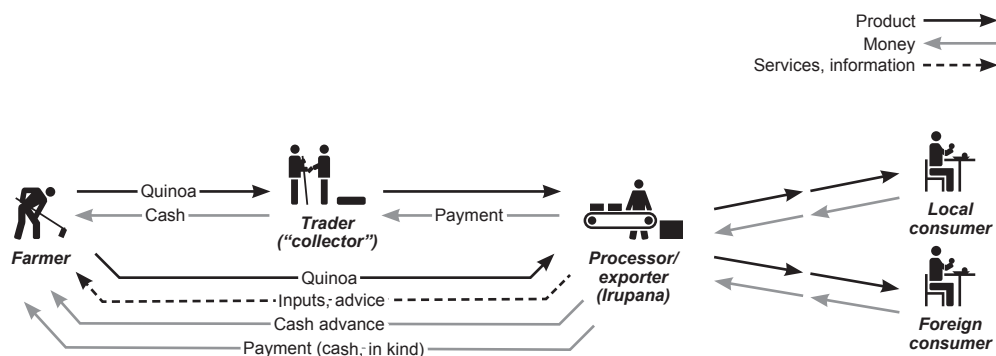 Product
Money
Services, information
Quinoa
Cash
Payment
Farmer
Trader
(“collector”)
Processor/
exporter
(Irupana)
Local
consumer
Quinoa
Inputs, advice
Cash advance
Payment (cash, in kind)
Foreign
consumer